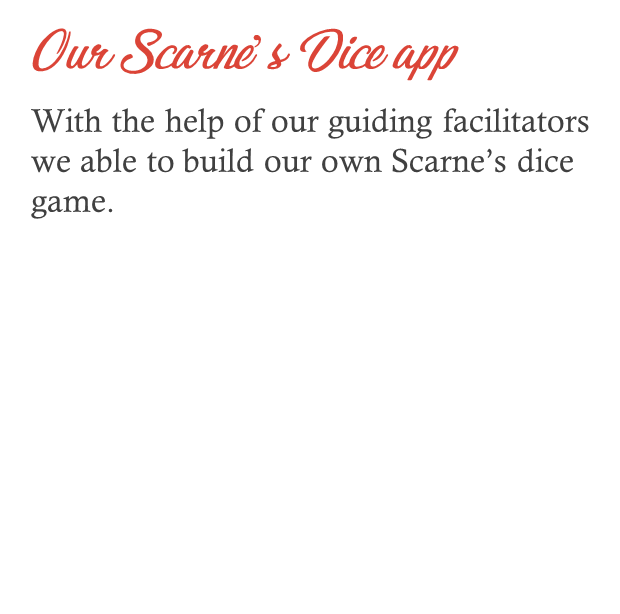 Our Scarne’s Dice app
With the help of our guiding facilitators
we able to build our own Scarne’s dice
game.